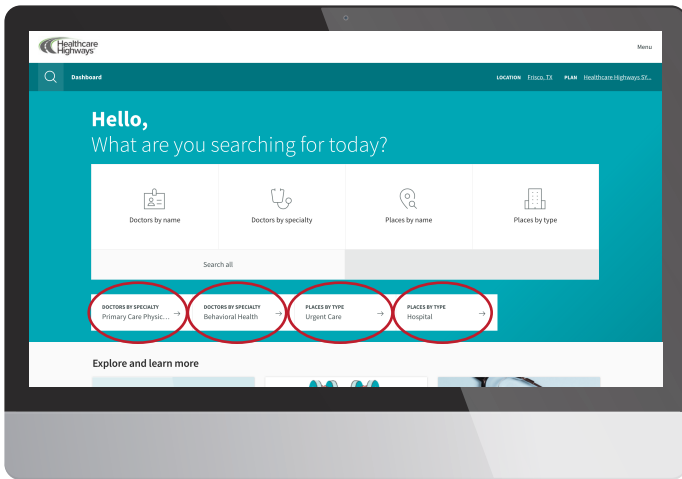 Healthcare
Highways
Menu
Dashboard
LOCATION Frisco, TX PLAN Healthcare Highways SY...
Hello,
What are you searching for today?
Doctors by name
Doctors by specialty
Places by name
Places by type
Search all
DOCTORS BY SPECIALTY
Primary Care Physic... →
DOCTORS BY SPECIALTY
Behavioral Health →
PLACES BY TYPE
Urgent Care →
PLACES BY TYPE
Hospital →
Explore and learn more